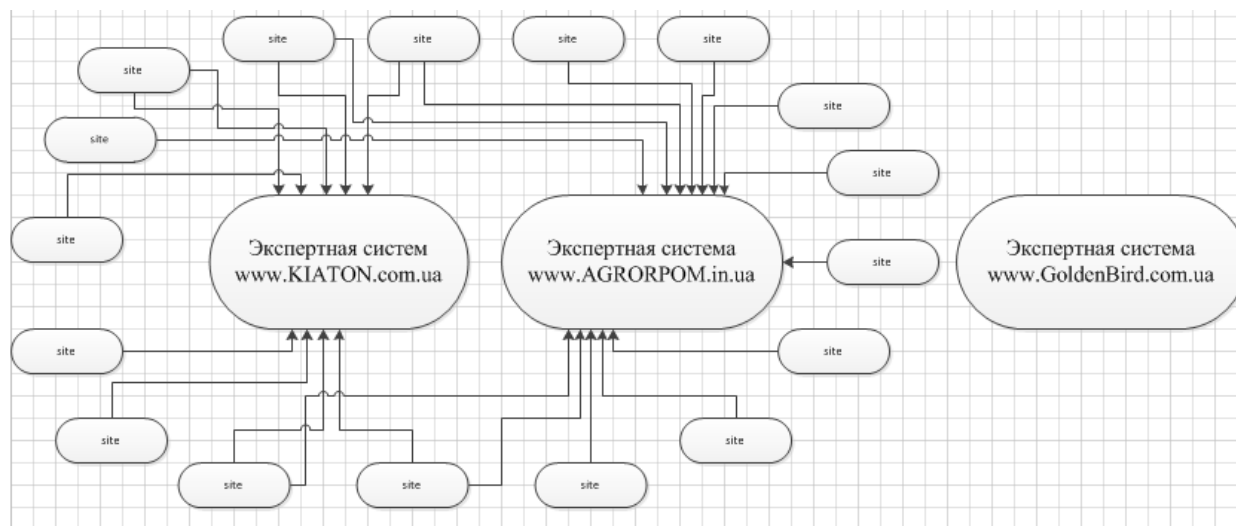 site
site
site
site
site
site
site
site
site
site
Экспертная систем
www.KIATON.com.ua
Экспертная система
www.AGRORPOM.in.ua
site
Экспертная система
www.GoldenBird.com.ua
site
site
site
site
site
site
site